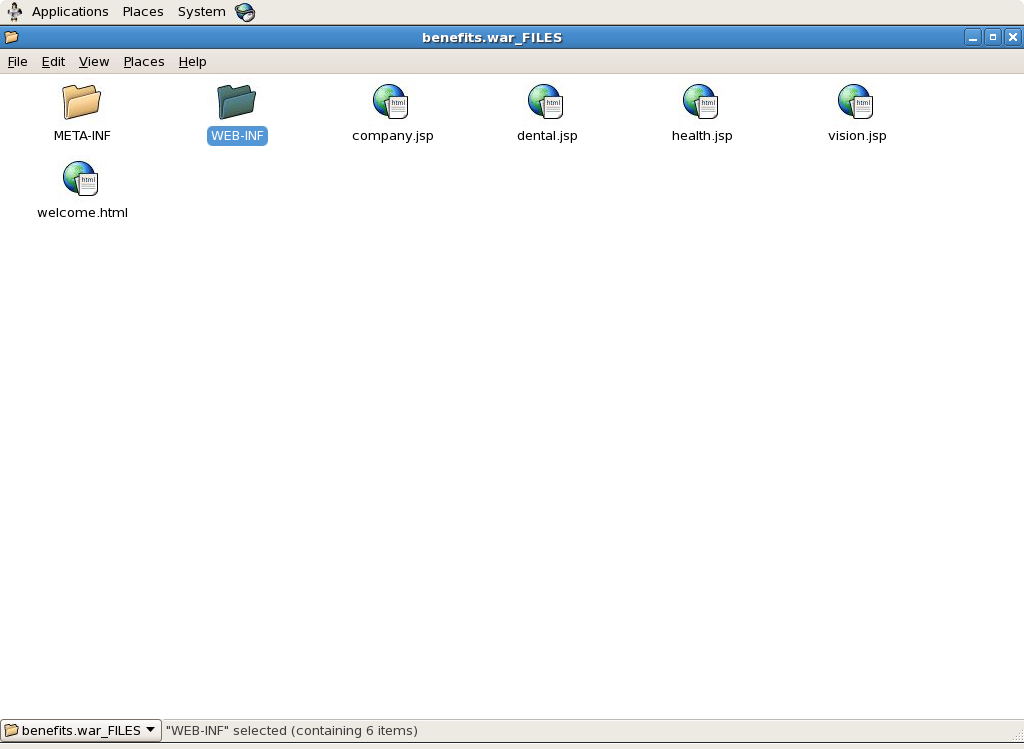 Applications Places System
benefits.war_FILES
File Edit View Places Help
META-INF WEB-INF company.jsp dental.jsp health.jsp vision.jsp
welcome.html
benefits.war_FILES "WEB-INF" selected (containing 6 items)